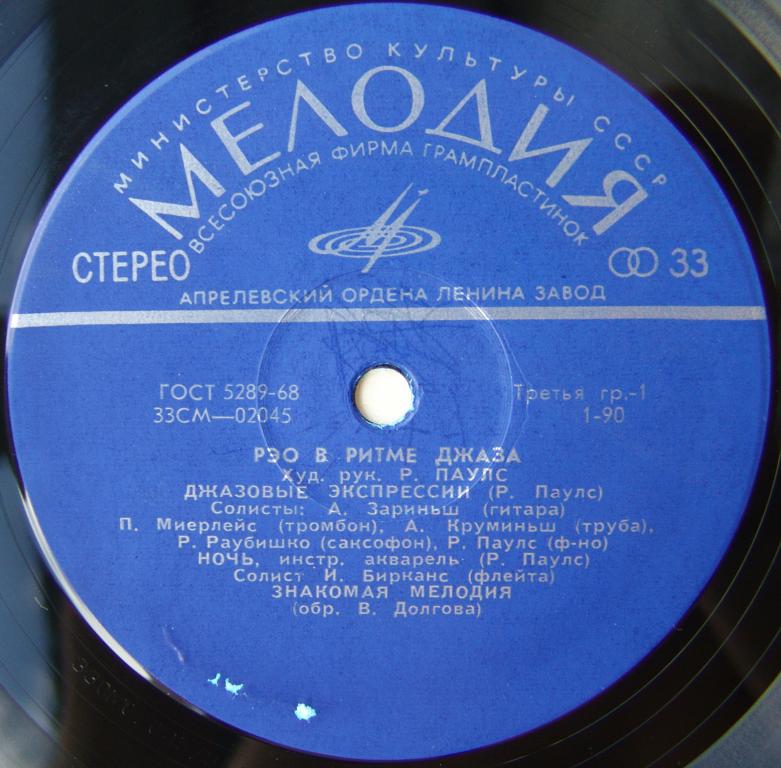 МИНИСТЕРСТВО КУЛЬТУРЫ СССР
МЕЛОДИЯ
ВСЕСОЮЗНАЯ ФИРМА ГРАМПЛАСТИНОК
СТЕРЕО
33
АПРЕЛЕВСКИЙ ОРДЕНА ЛЕНИНА ЗАВОД
ГОСТ 5289-68
Третья гр.-1
33СМ—02045
1-90
РЭО В РИТМЕ ДЖАЗА
Худ. рук. Р. ПАУЛС
ДЖАЗОВЫЕ ЭКСПРЕССИИ (Р. Паулс)
Солисты: А. Зариньш (гитара)
П. Миерлейс (тромбон), А. Круминьш (труба),
Р. Раубишко (саксофон), Р. Паулс (ф-но)
НОЧЬ, инстр. акварель (Р. Паулс)
Солист И. Бирканс (флейта)
ЗНАКОМАЯ МЕЛОДИЯ
(обр. В. Долгова)